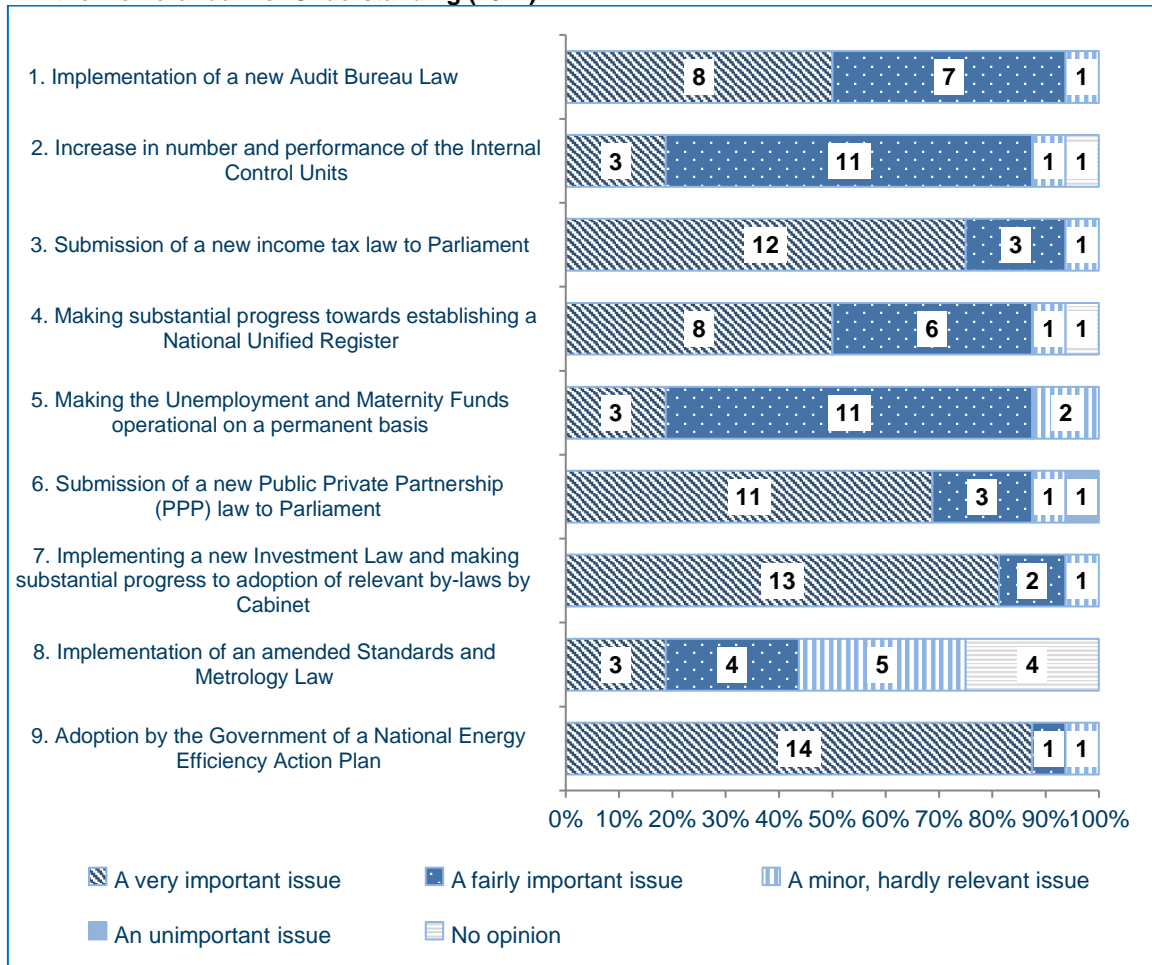 1. Implementation of a new Audit Bureau Law
8 7 1
2. Increase in number and performance of the Internal
Control Units
3 11 1 1
3. Submission of a new income tax law to Parliament
12 3 1
4. Making substantial progress towards establishing a
National Unified Register
8 6 1 1
5. Making the Unemployment and Maternity Funds
operational on a permanent basis
3 11 2
6. Submission of a new Public Private Partnership
(PPP) law to Parliament
11 3 1 1
7. Implementing a new Investment Law and making
substantial progress to adoption of relevant by-laws by
Cabinet
13 2 1
8. Implementation of an amended Standards and
Metrology Law
3 4 5 4
9. Adoption by the Government of a National Energy
Efficiency Action Plan
14 1 1
0% 10% 20% 30% 40% 50% 60% 70% 80% 90% 100%
A very important issue A fairly important issue A minor, hardly relevant issue
An unimportant issue No opinion